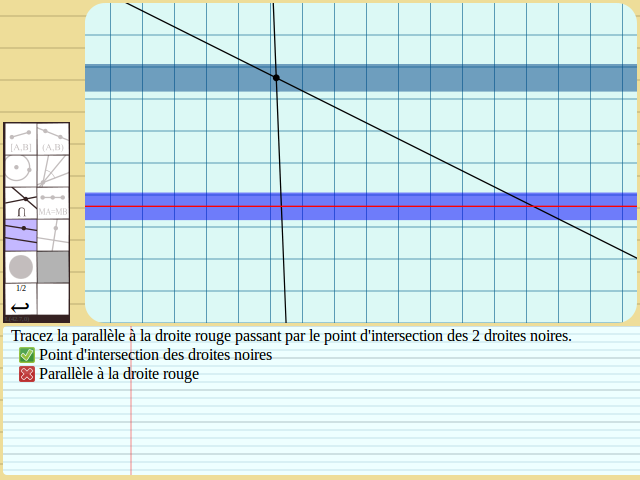 [A,B] (A,B)
MA=MB
1/2
Tracez la parallèle à la droite rouge passant par le point d'intersection des 2 droites noires.
Point d'intersection des droites noires
Parallèle à la droite rouge